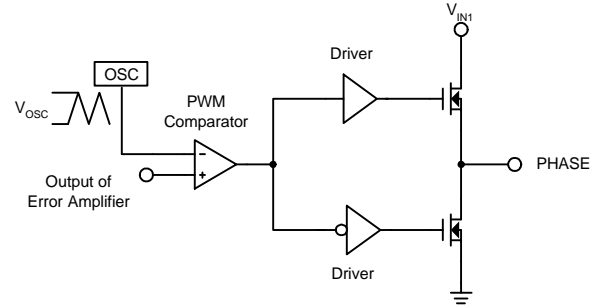 VIN1
Driver
OSC
VOSC
PWM
Comparator
-
+
Output of
Error Amplifier
PHASE
Driver